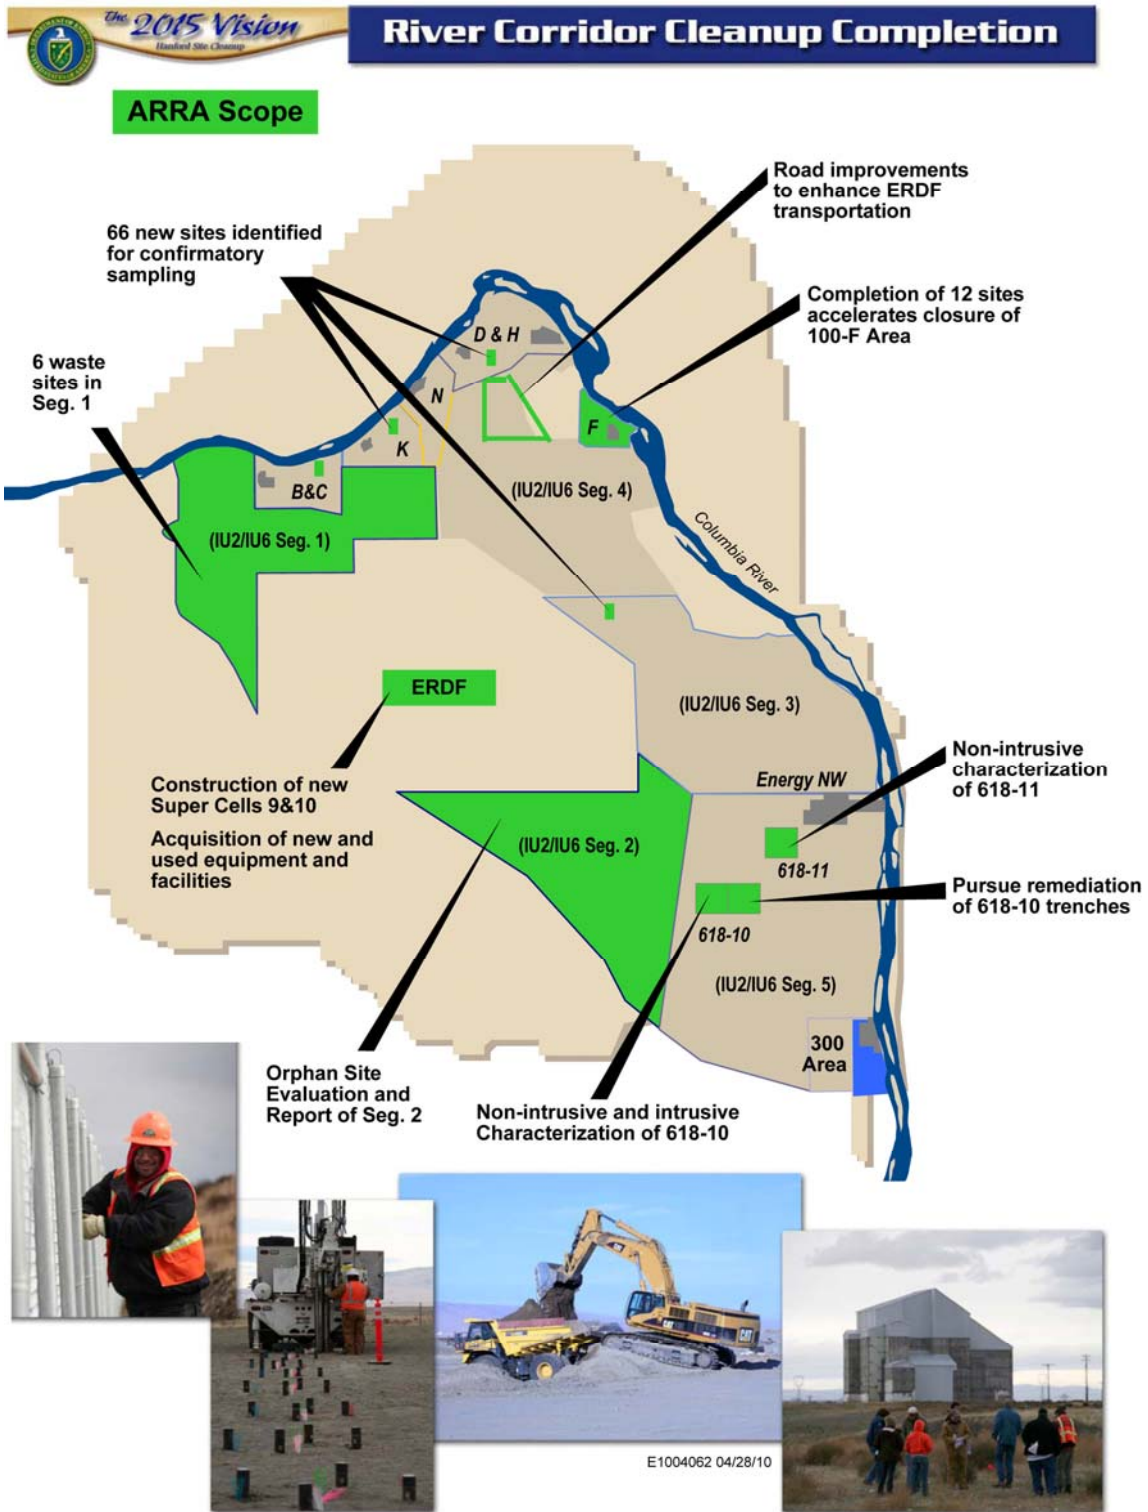 The 2015 Vision
Hanford Site Cleanup
River Corridor Cleanup Completion
ARRA Scope
Road improvements
to enhance ERDF
transportation
66 new sites identified
for confirmatory
sampling
Completion of 12 sites
accelerates closure of
100-F Area
6 waste
sites in
Seg. 1
D & H
N
K
F
B&C
(IU2/IU6 Seg. 4)
(IU2/IU6 Seg. 1)
Columbia River
ERDF
(IU2/IU6 Seg. 3)
Construction of new
Super Cells 9&10
Acquisition of new and
used equipment and
facilities
Energy NW
Non-intrusive
characterization
of 618-11
(IU2/IU6 Seg. 2)
618-11
Pursue remediation
of 618-10 trenches
618-10
(IU2/IU6 Seg. 5)
300
Area
Orphan Site
Evaluation and
Report of Seg. 2
Non-intrusive and intrusive
Characterization of 618-10
CAT
CAT
E1004062 04/28/10